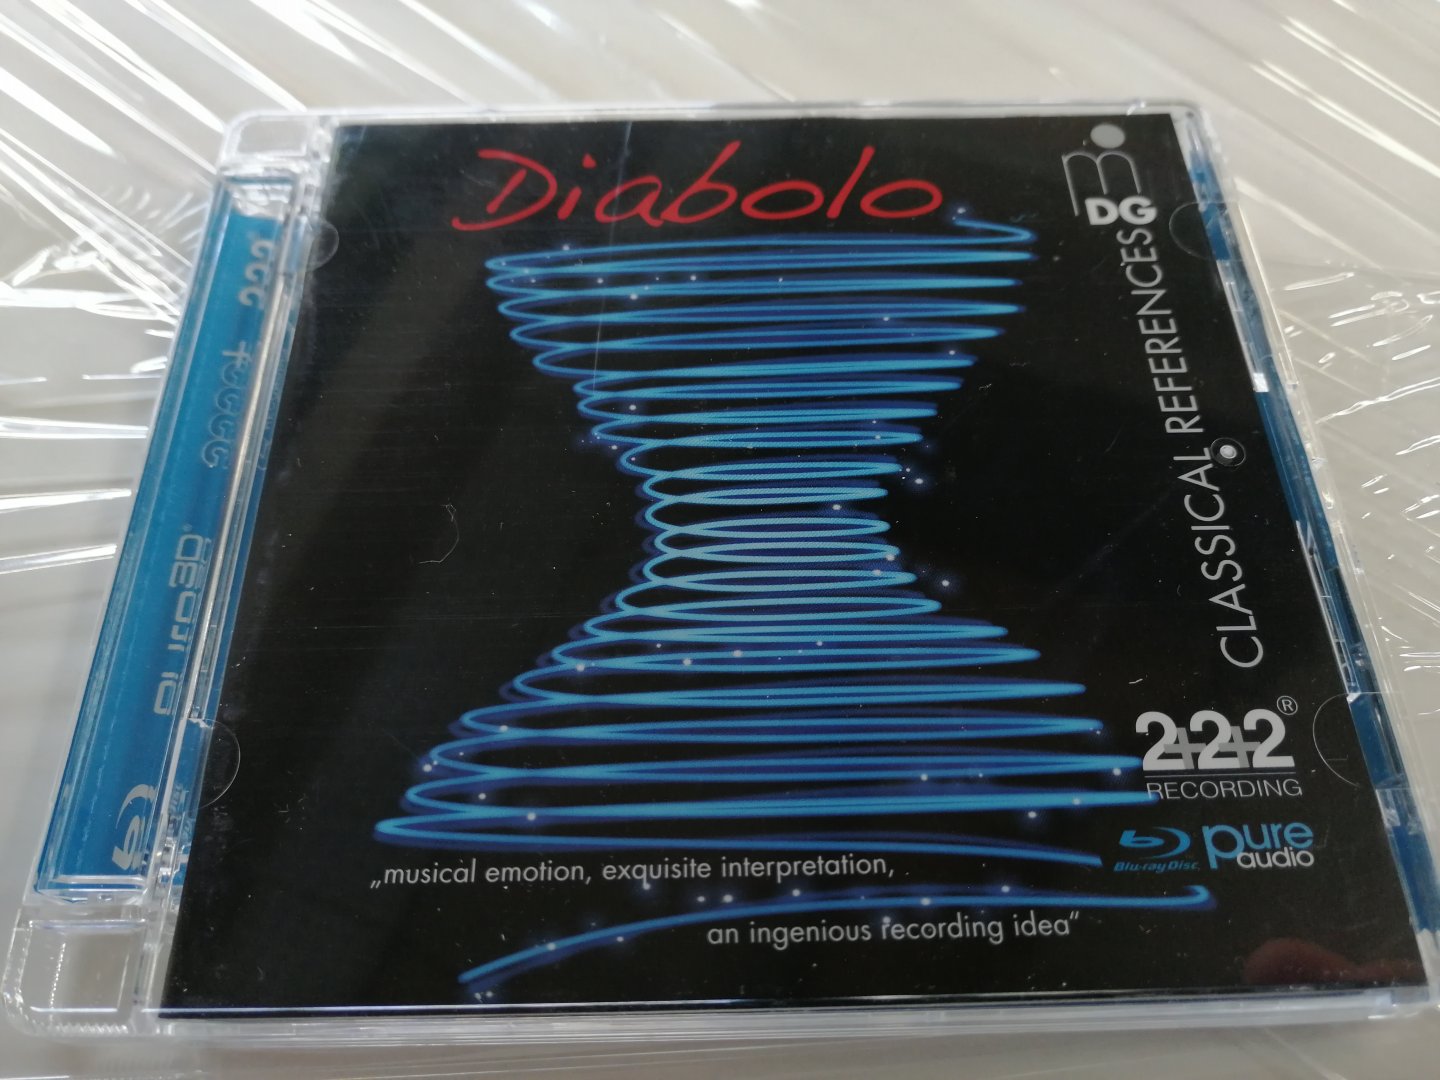 Diabolo
DG
CLASSICAL REFERENCES
2+2+2®
RECORDING
Blu-ray Disc
pure
audio
„musical emotion, exquisite interpretation,
an ingenious recording idea“